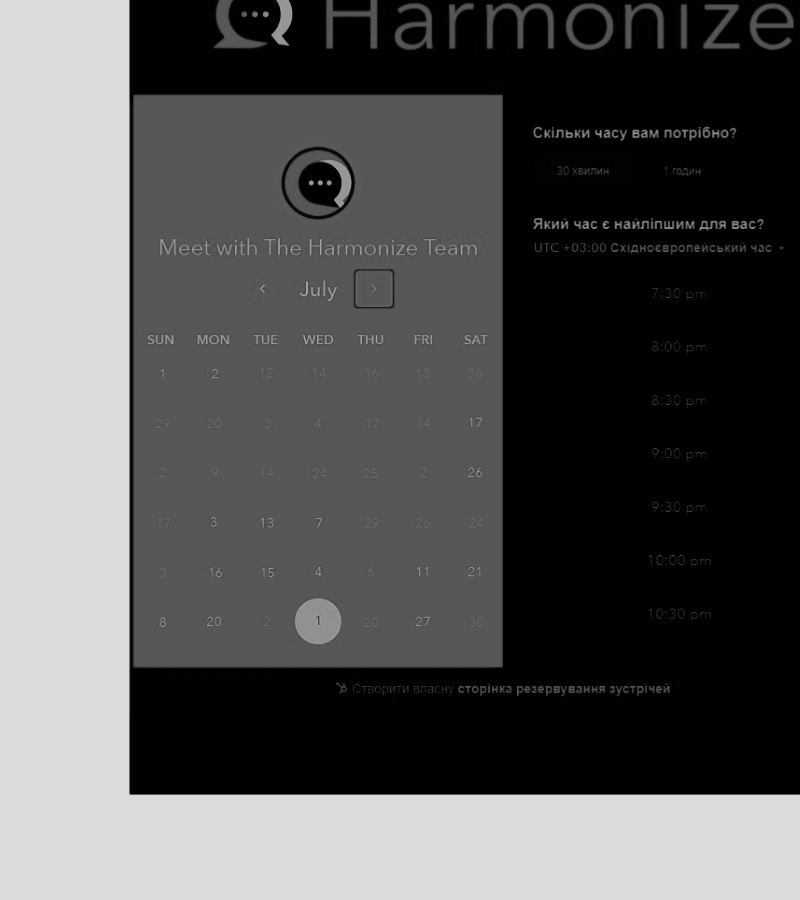 Harmonize
Meet with The Harmonize Team
July
SUN MON TUE WED THU FRI SAT
1 2 12 14 16 18 28
29 20 3 4 17 14 17
2 9 14 24 25 2 26
17 3 13 7 29 26 24
3 16 15 4 6 11 21
8 20 2 1 20 27 30
Скільки часу вам потрібно?
30 хвилин 1 годин
Який час є найліпшим для вас?
UTC +03:00 Східноєвропейський час
7:30 pm
8:00 pm
8:30 pm
9:00 pm
9:30 pm
10:00 pm
10:30 pm
Створити власну сторінка резервування зустрічей